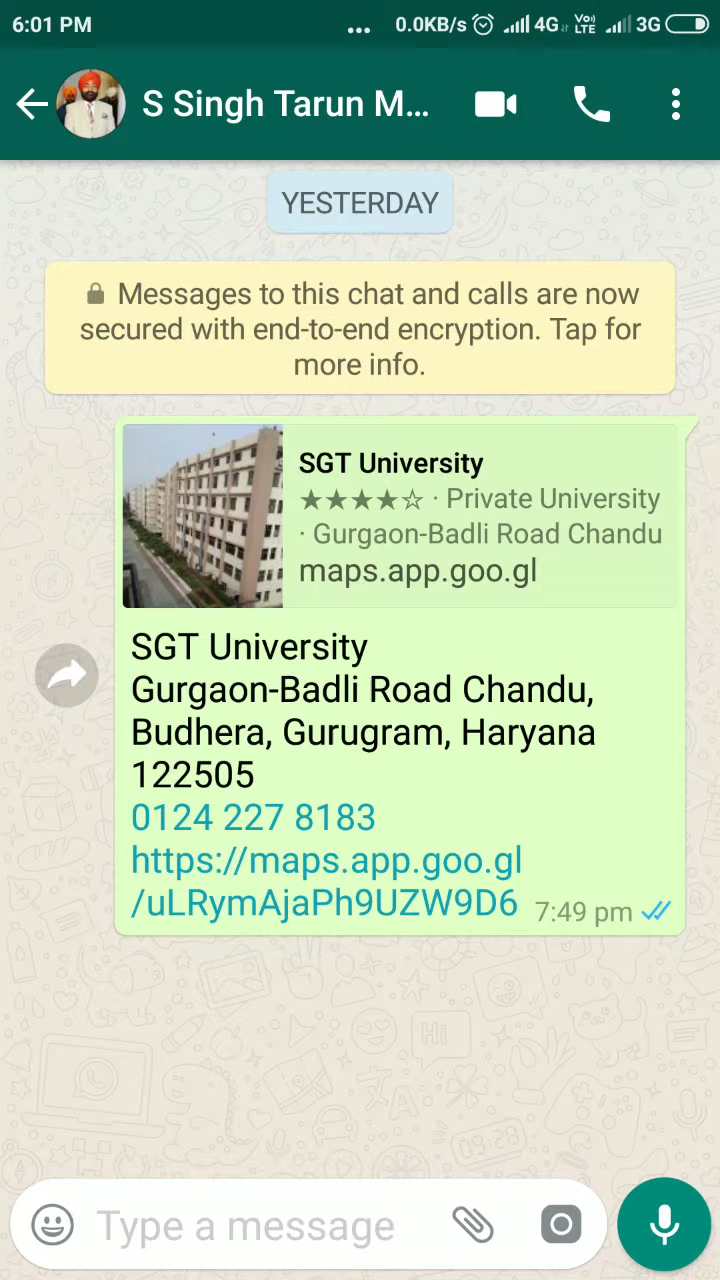 6:01 PM ... 0.0KB/s 4G VoLTE 3G
S Singh Tarun M...
YESTERDAY
Messages to this chat and calls are now
secured with end-to-end encryption. Tap for
more info.
SGT University
★★★★☆ · Private University
· Gurgaon-Badli Road Chandu
maps.app.goo.gl
SGT University
Gurgaon-Badli Road Chandu,
Budhera, Gurugram, Haryana
122505
0124 227 8183
https://maps.app.goo.gl
/uLRymAjaPh9UZW9D6 7:49 pm
Type a message